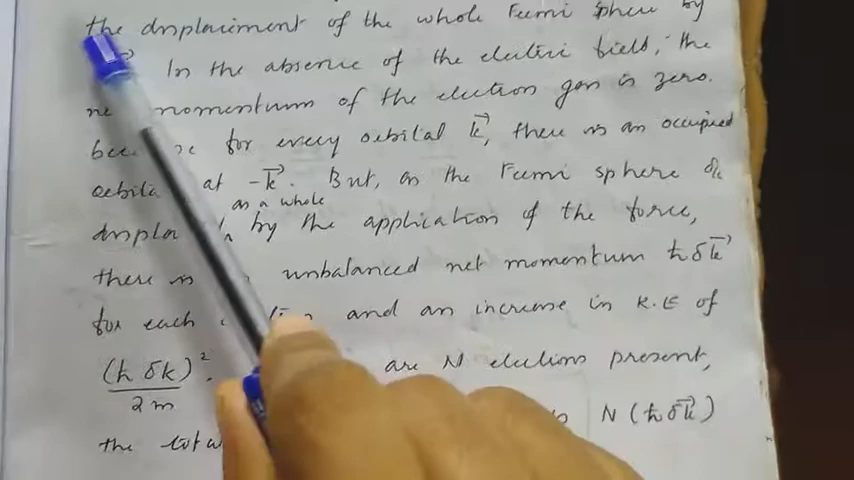 the displacement of the whole Fermi sphere by
In the absence of the electric field, the
momentum of the electron gas is zero.
for every orbital k⃗, there is an occupied
at -k⃗. But, as the Fermi sphere
as a whole
by the application of the force,
there is unbalanced net momentum ħδk⃗
for each and an increase in K.E of
(ħ δk)²/2m. are N electrons present,
N(ħδk⃗)
the total